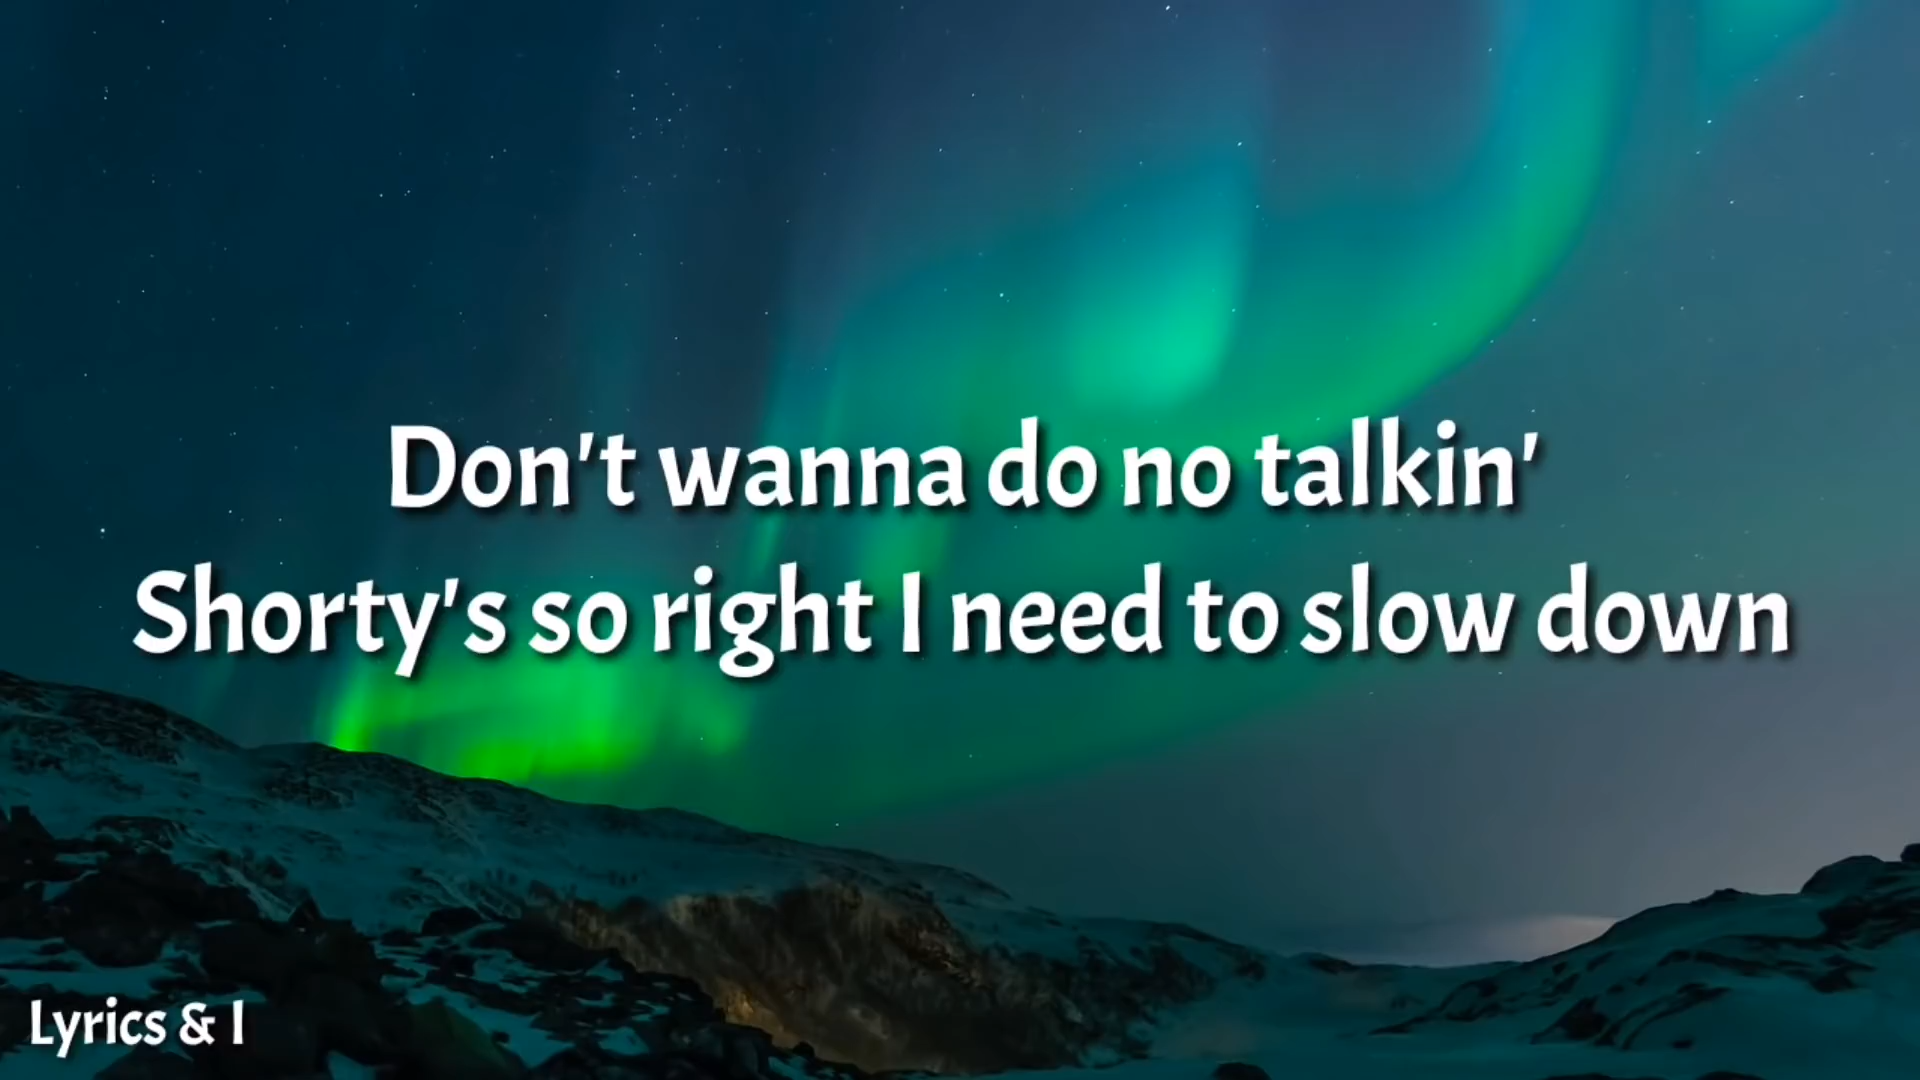 Don't wanna do no talkin'
Shorty's so right I need to slow down
Lyrics & I